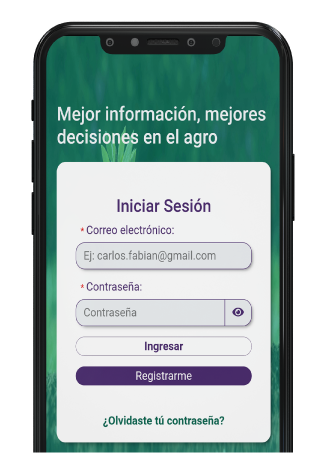 Mejor información, mejores
decisiones en el agro
Iniciar Sesión
* Correo electrónico:
Ej: carlos.fabian@gmail.com
* Contraseña:
Contraseña
Ingresar
Registrarme
¿Olvidaste tú contraseña?